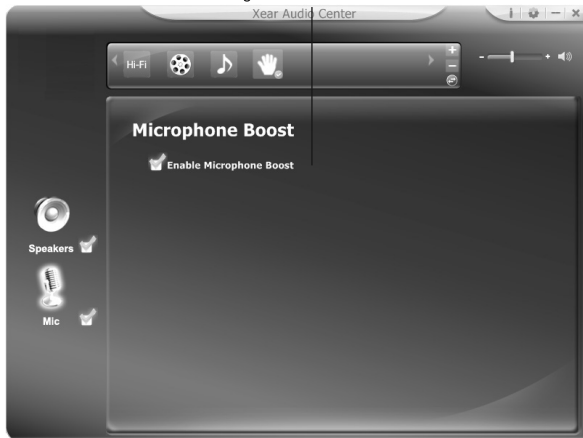 Xear Audio Center
Hi-Fi
Microphone Boost
Enable Microphone Boost
Speakers
Mic